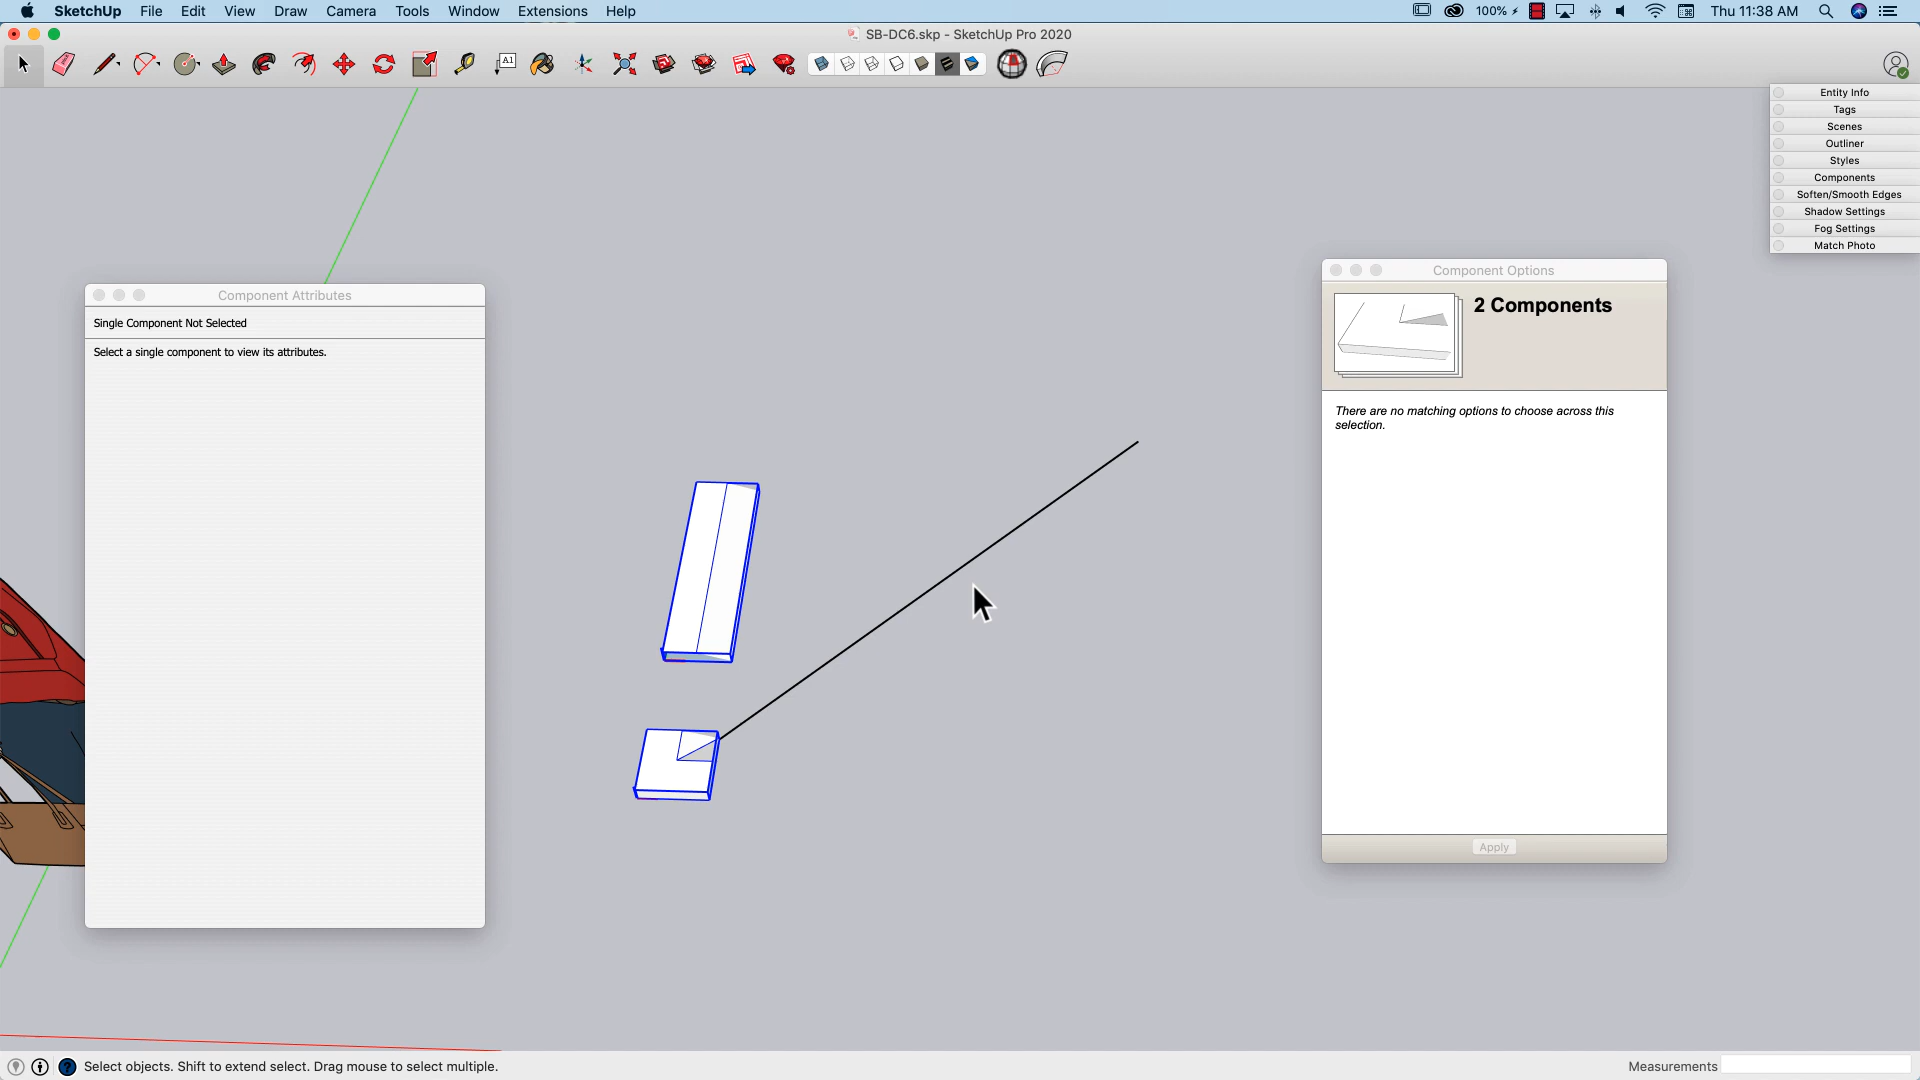 SketchUp File Edit View Draw Camera Tools Window Extensions Help 100% Thu 11:38 AM
SB-DC6.skp - SketchUp Pro 2020
A1
Entity Info
Tags
Scenes
Outliner
Styles
Components
Soften/Smooth Edges
Shadow Settings
Fog Settings
Match Photo
Component Attributes
Single Component Not Selected
Select a single component to view its attributes.
Component Options
2 Components
There are no matching options to choose across this
selection.
Apply
Select objects. Shift to extend select. Drag mouse to select multiple.
Measurements